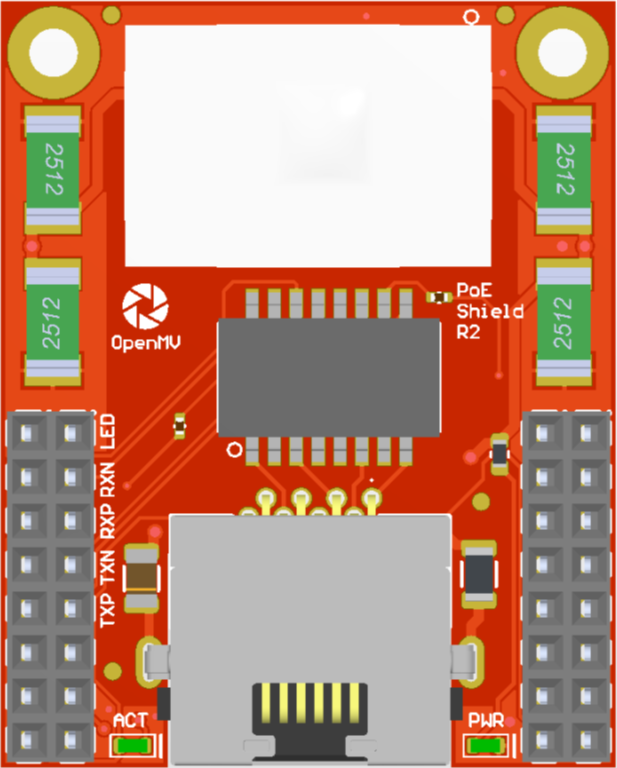 2512
2512
2512
2512
OpenMV
PoE
Shield
R2
LED
RXN
RXP
TXN
TXP
ACT
PWR